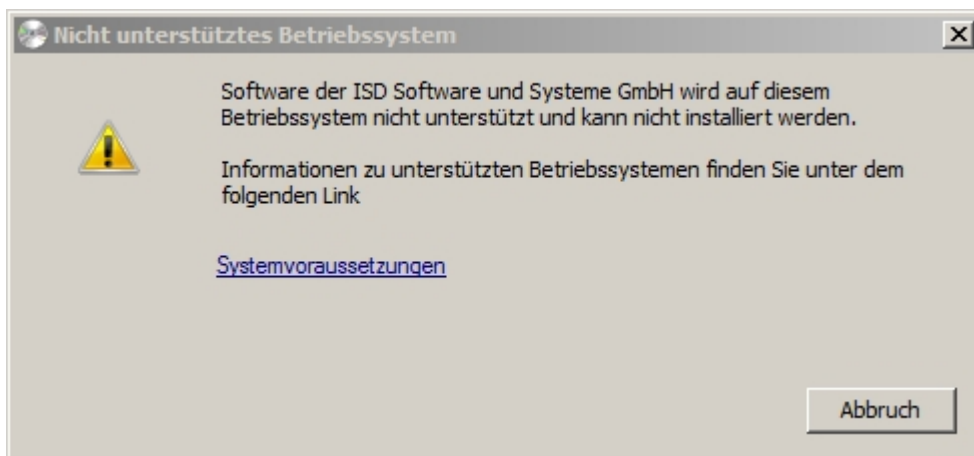 Nicht unterstütztes Betriebssystem
Software der ISD Software und Systeme GmbH wird auf diesem
Betriebssystem nicht unterstützt und kann nicht installiert werden.
Informationen zu unterstützten Betriebssystemen finden Sie unter dem
folgenden Link
Systemvoraussetzungen
Abbruch